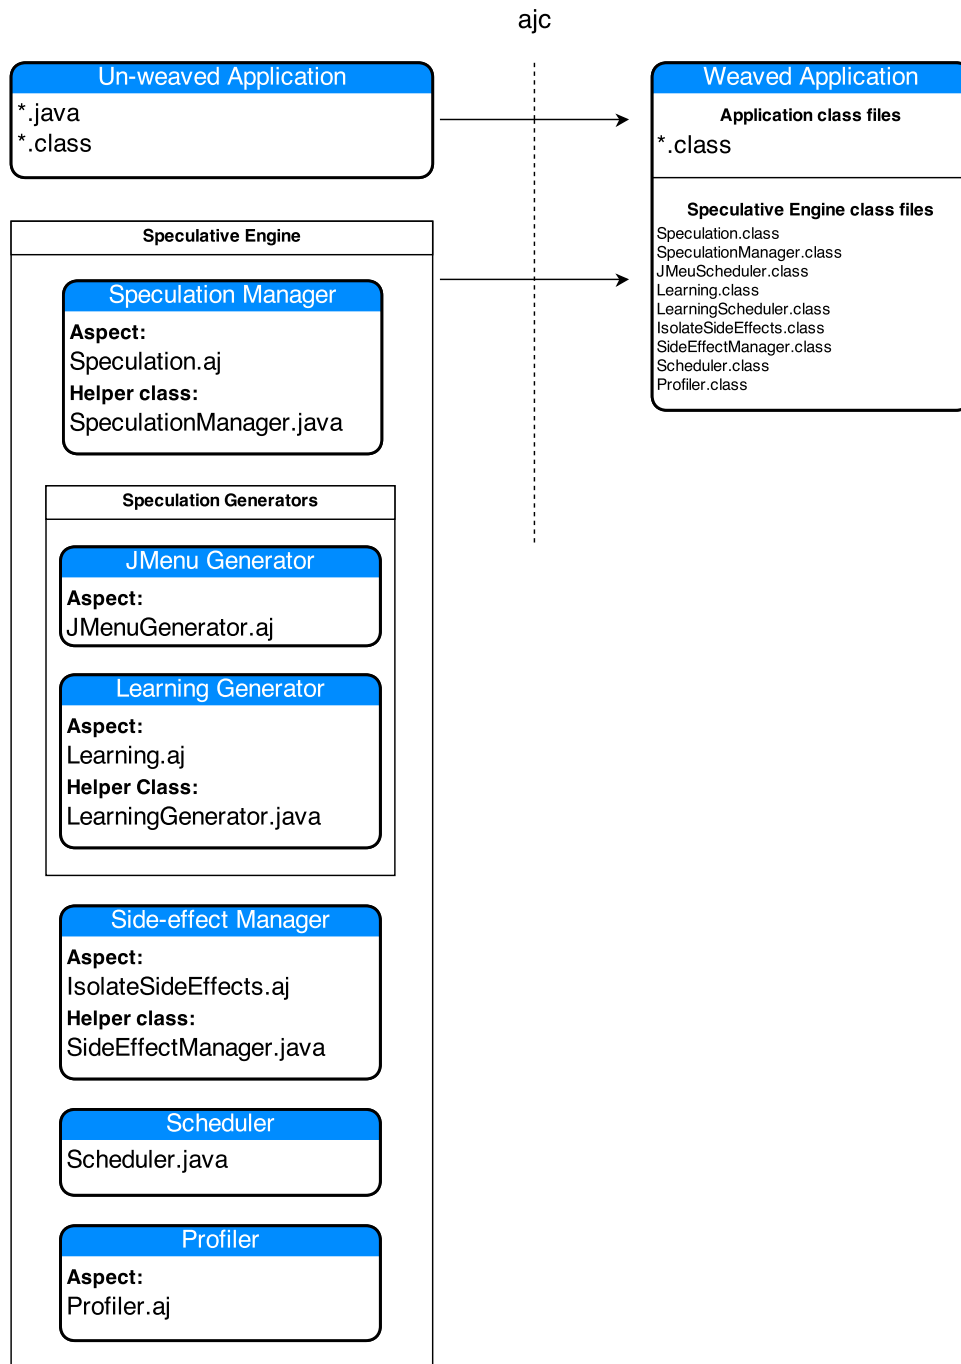 ajc
Un-weaved Application
*.java
*.class
Speculative Engine
Speculation Manager
Aspect:
Speculation.aj
Helper class:
SpeculationManager.java
Speculation Generators
JMenu Generator
Aspect:
JMenuGenerator.aj
Learning Generator
Aspect:
Learning.aj
Helper Class:
LearningGenerator.java
Side-effect Manager
Aspect:
IsolateSideEffects.aj
Helper class:
SideEffectManager.java
Scheduler
Scheduler.java
Profiler
Aspect:
Profiler.aj
Weaved Application
Application class files
*.class
Speculative Engine class files
Speculation.class
SpeculationManager.class
JMeuScheduler.class
Learning.class
LearningScheduler.class
IsolateSideEffects.class
SideEffectManager.class
Scheduler.class
Profiler.class